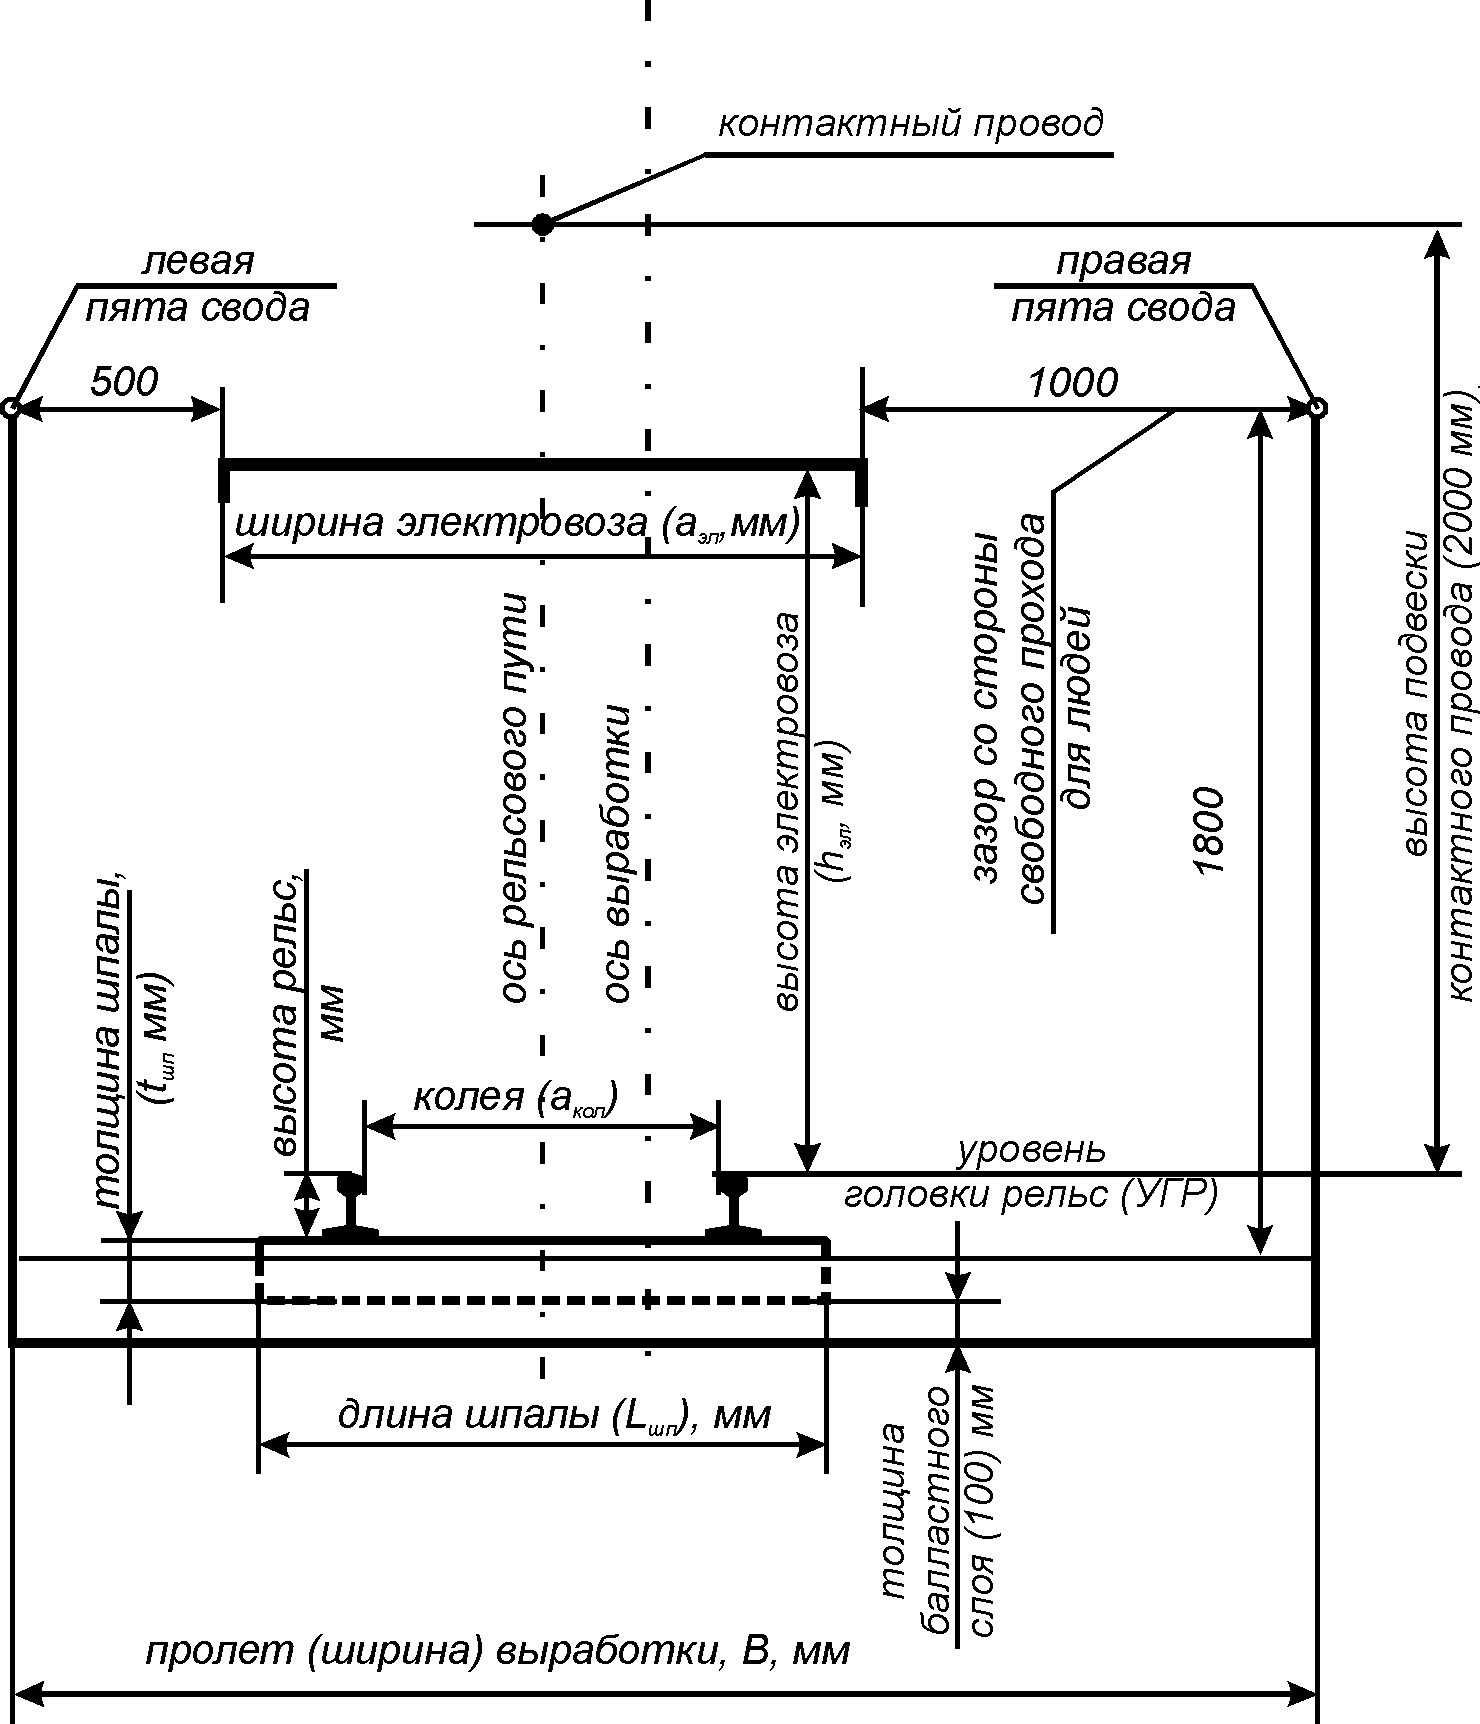 контактный провод
левая
пята свода
правая
пята свода
500
1000
ширина электровоза (aэл, мм)
ось рельсового пути
ось выработки
высота электровоза
(hэл, мм)
зазор со стороны
свободного прохода
для людей
1800
высота подвески
контактного провода (2000 мм),
толщина шпалы,
(tшп мм)
высота рельс,
мм
колея (aкол)
уровень
головки рельс (УГР)
длина шпалы (Lшп), мм
толщина
балластного
слоя (100) мм
пролет (ширина) выработки, В, мм